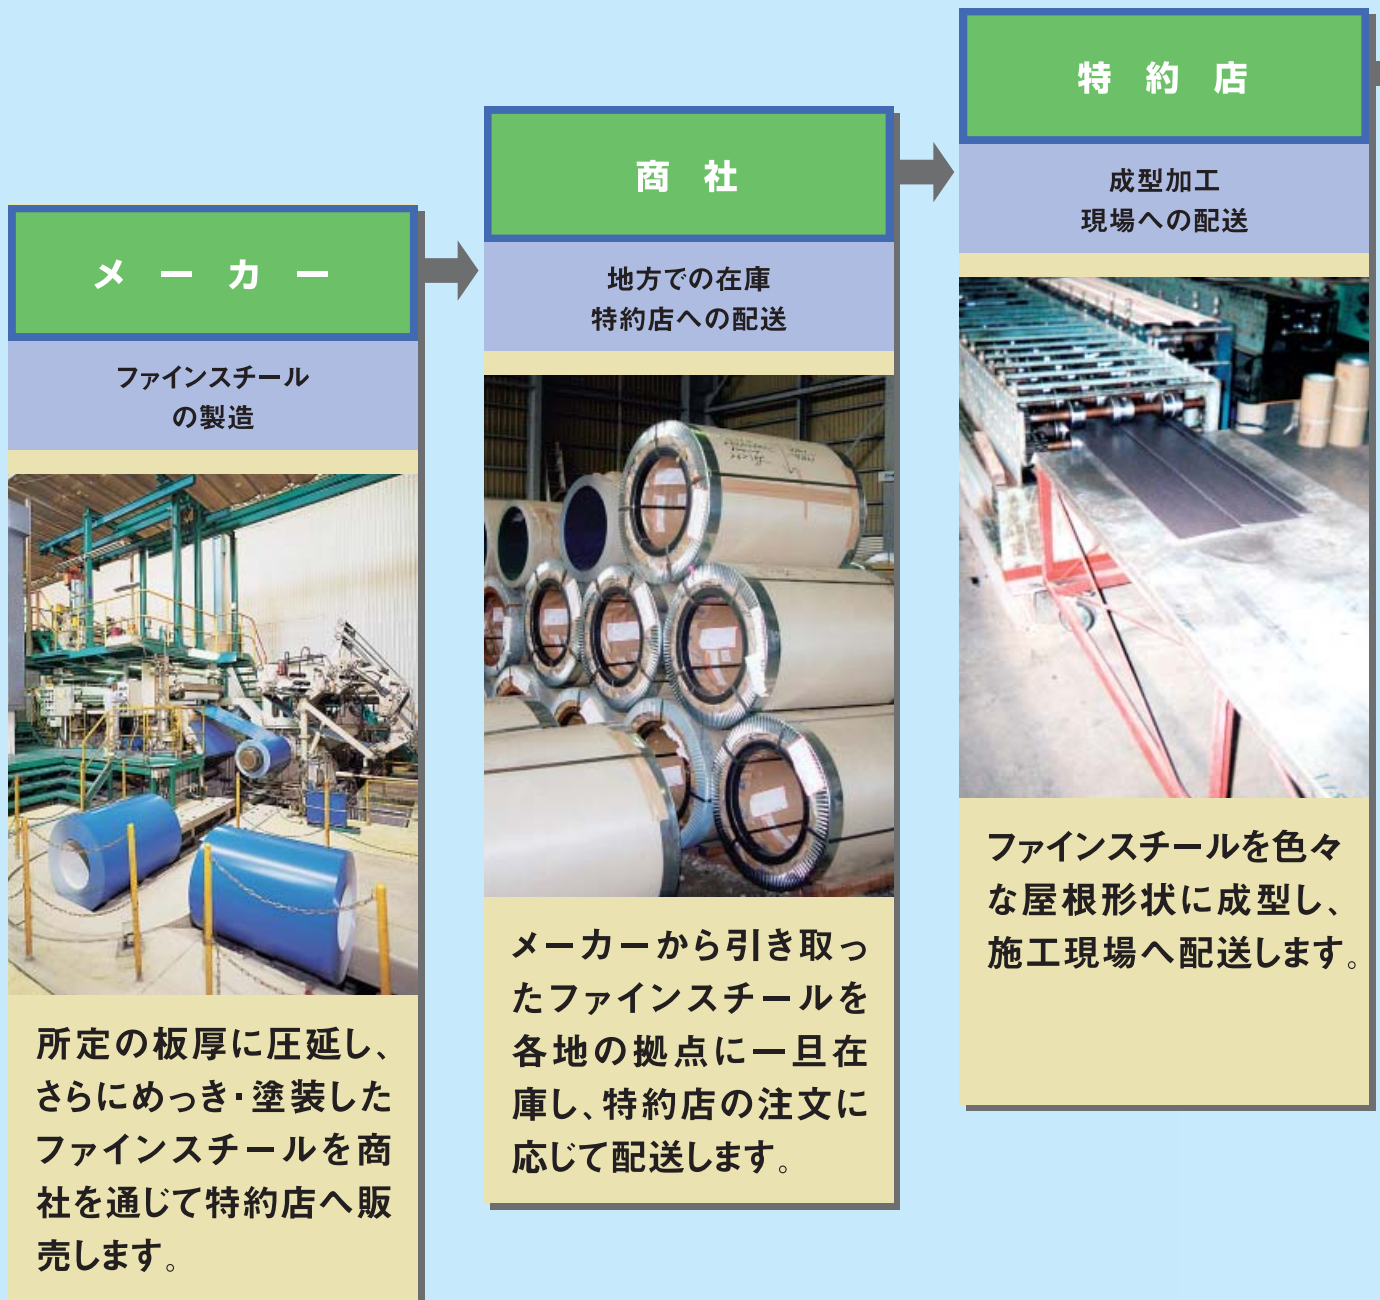 メーカー
ファインスチール
の製造
所定の板厚に圧延し、
さらにめっき・塗装した
ファインスチールを商
社を通じて特約店へ販
売します。
商社
地方での在庫
特約店への配送
メーカーから引き取っ
たファインスチールを
各地の拠点に一旦在
庫し、特約店の注文に
応じて配送します。
特約店
成型加工
現場への配送
ファインスチールを色々
な屋根形状に成型し、
施工現場へ配送します。